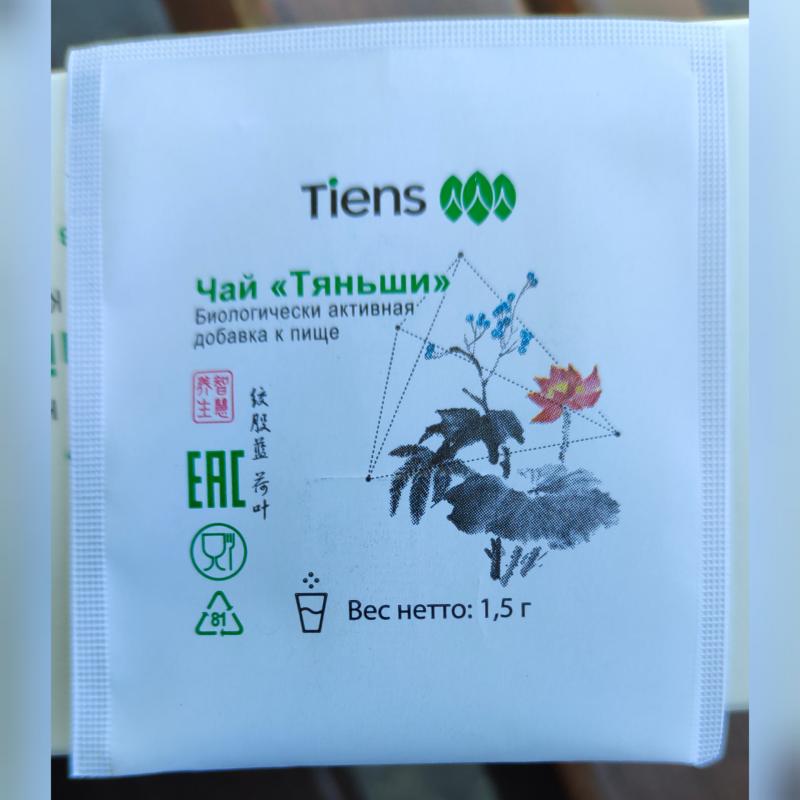 Tiens
Чай «Тяньши»
Биологически активная
добавка к пище
智慧
养生
绞股蓝 荷叶
EAC
81
Вес нетто: 1,5 г